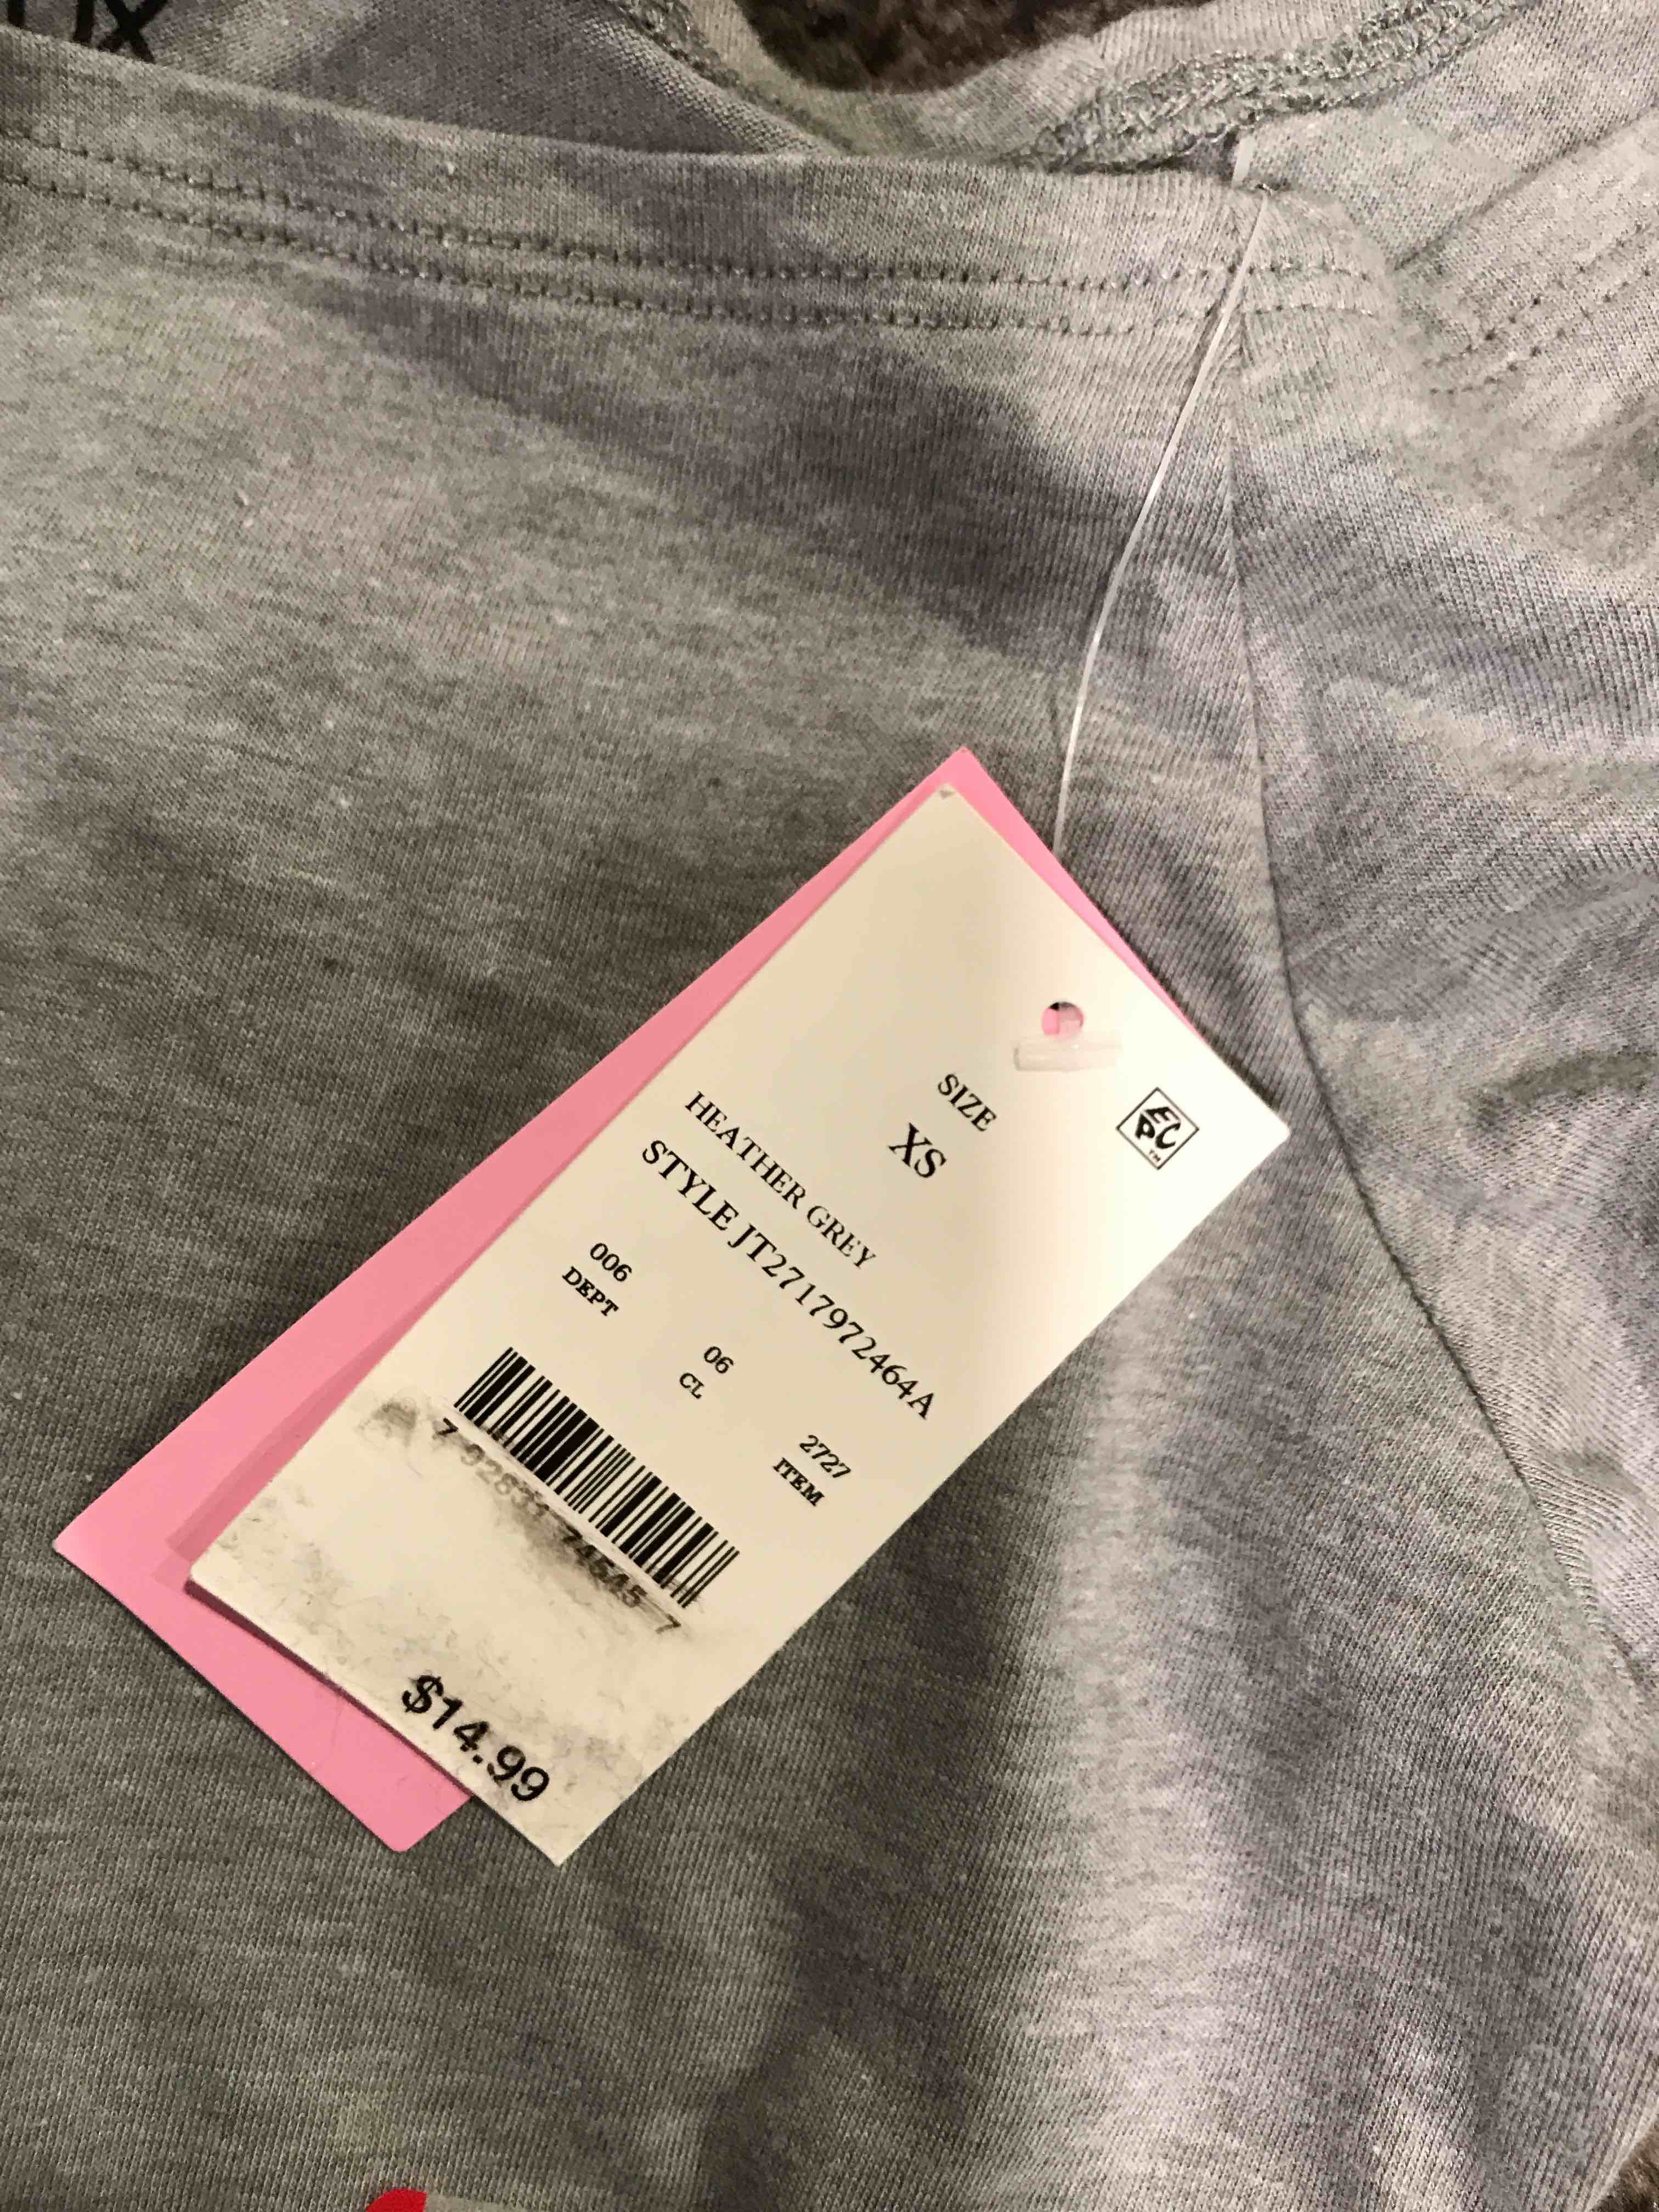 SIZE
XS
HEATHER GREY
STYLE JT2717972464A
006 06 2727
DEPT CL ITEM
$14.99